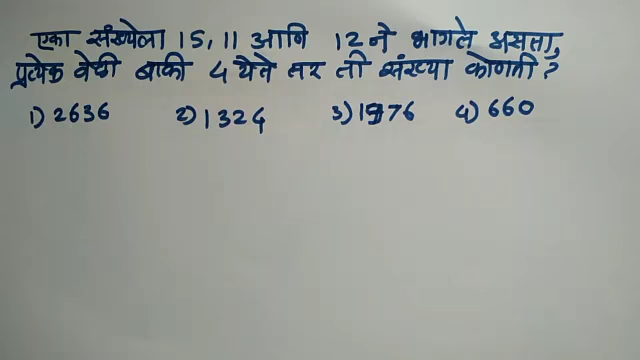 एका संख्येला 15, 11 आणि 12 ने भागले असता,
प्रत्येक वेळी बाकी 4 येते तर ती संख्या कोणती?
1) 2636 2) 1324 3) 1976 4) 660